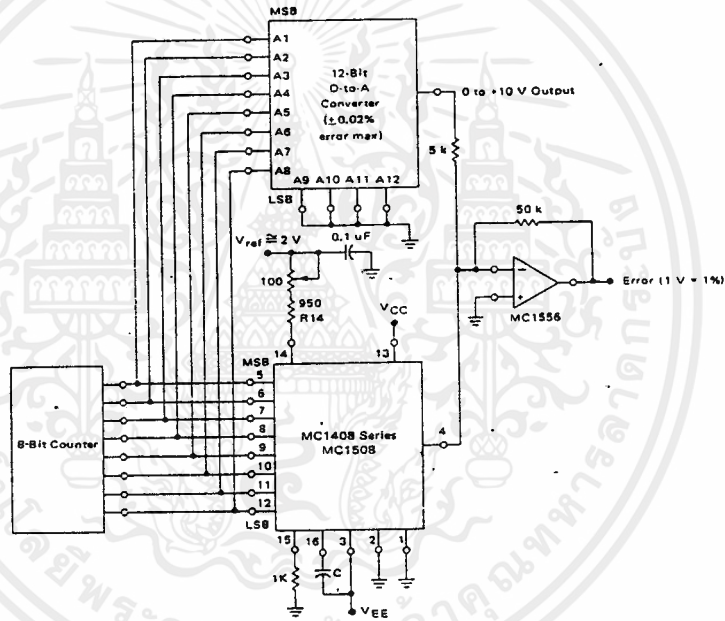 MSB
A1
A2
A3
A4
A5
A6
A7
A8
12-Bit
D-to-A
Converter
(±0.02%
error max)
A9 A10 A11 A12
LSB
0 to +10 V Output
5 k
50 k
Vref ≅ 2 V
0.1 uF
100
950
R14
VCC
MC1556
Error (1 V = 1%)
14
13
MSB
5
6
7
8
9
10
11
12
LSB
8-Bit Counter
MC1408 Series
MC1508
4
15
16
3
2
1
1K
C
VEE